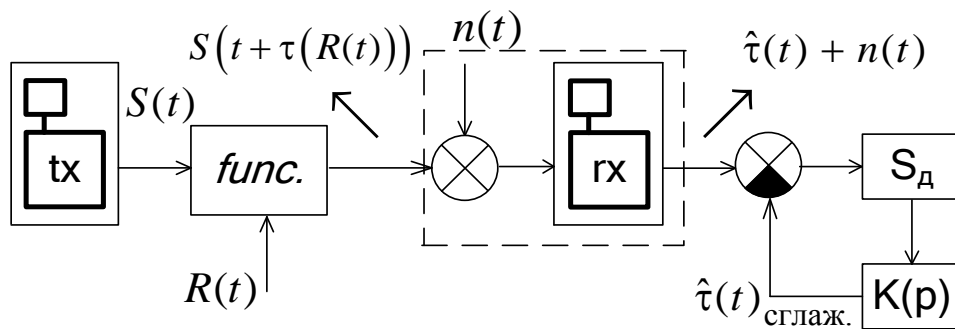 S(t + τ(R(t)))
n(t)
τ̂(t) + n(t)
S(t)
tx
func.
rx
Sд
R(t)
τ̂(t)сглаж.
K(p)